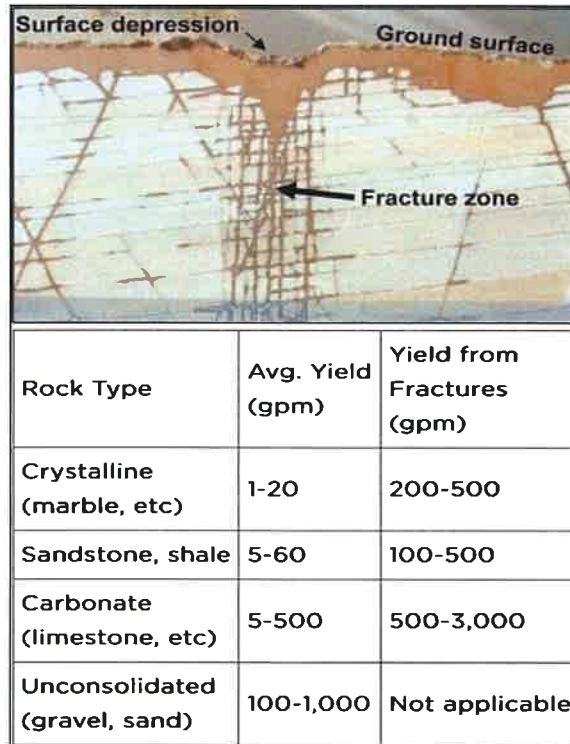 Surface depression
Ground surface
Fracture zone
Rock Type
Avg. Yield
(gpm)
Yield from
Fractures
(gpm)
Crystalline
(marble, etc)
1-20
200-500
Sandstone, shale
5-60
100-500
Carbonate
(limestone, etc)
5-500
500-3,000
Unconsolidated
(gravel, sand)
100-1,000
Not applicable